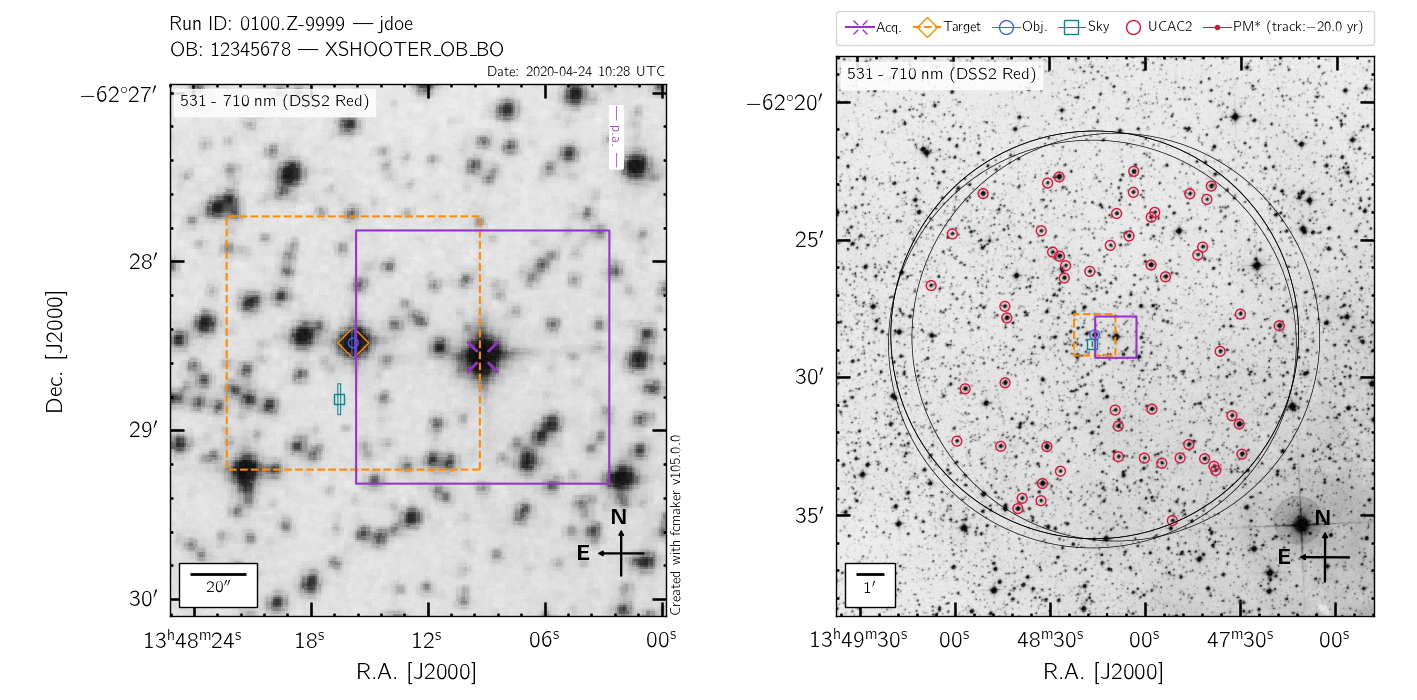 Run ID: 0100.Z-9999 — jdoe
OB: 12345678 — XSHOOTER_OB_BO
Date: 2020-04-24 10:28 UTC
531 - 710 nm (DSS2 Red)
— p.a. —
−62°27′
28′
29′
30′
Dec. [J2000]
N
E
20″
Created with fcmaker v105.0.0
13ʰ48ᵐ24ˢ
18ˢ
12ˢ
06ˢ
00ˢ
R.A. [J2000]
Acq.
Target
Obj.
Sky
UCAC2
PM* (track:−20.0 yr)
531 - 710 nm (DSS2 Red)
−62°20′
25′
30′
35′
N
E
1′
13ʰ49ᵐ30ˢ
00ˢ
48ᵐ30ˢ
00ˢ
47ᵐ30ˢ
00ˢ
R.A. [J2000]